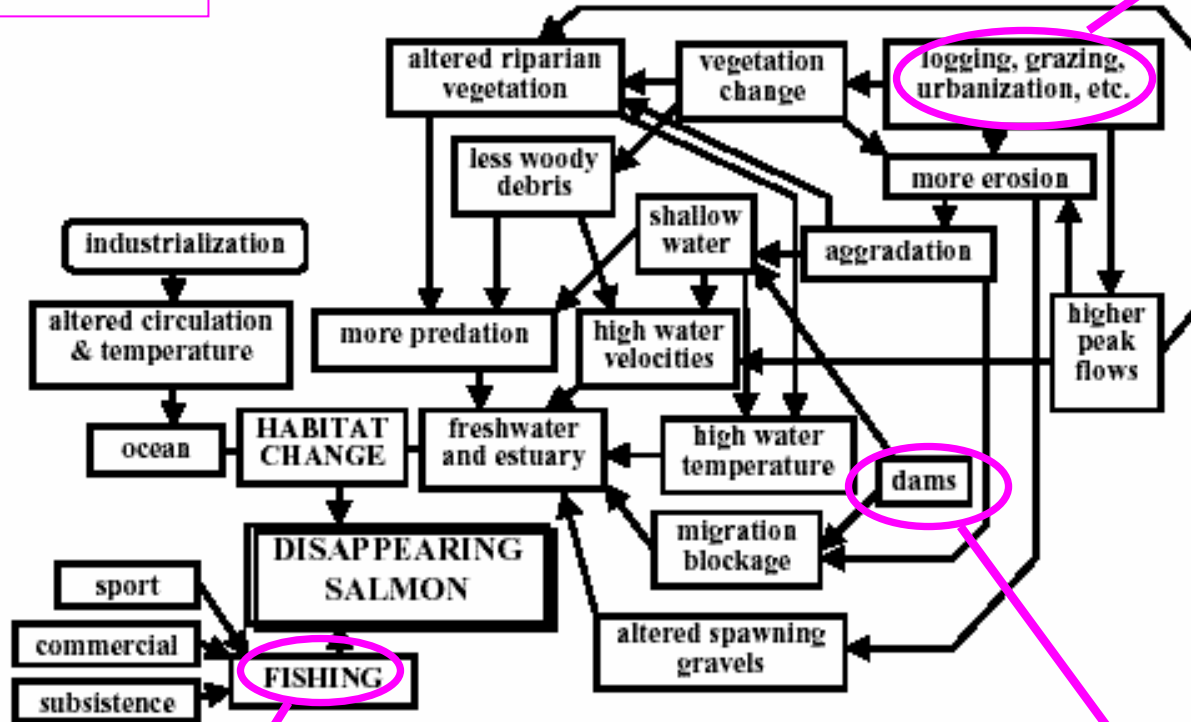 altered riparian
vegetation
vegetation
change
logging, grazing,
urbanization, etc.
less woody
debris
more erosion
shallow
water
industrialization
aggradation
altered circulation
& temperature
more predation
high water
velocities
higher
peak
flows
ocean
HABITAT
CHANGE
freshwater
and estuary
high water
temperature
dams
migration
blockage
DISAPPEARING
SALMON
sport
commercial
subsistence
FISHING
altered spawning
gravels